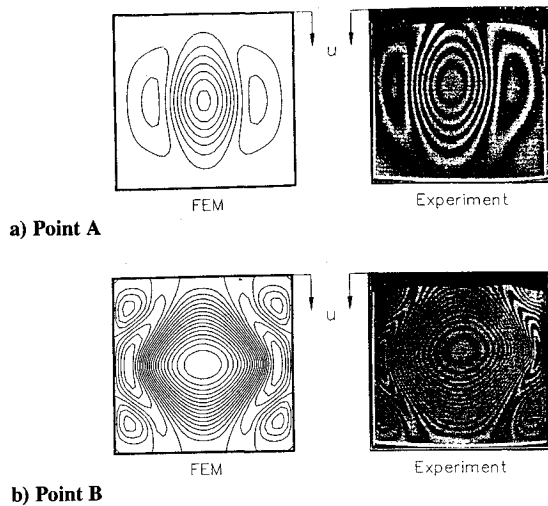 u
FEM
Experiment
a) Point A
u
FEM
Experiment
b) Point B